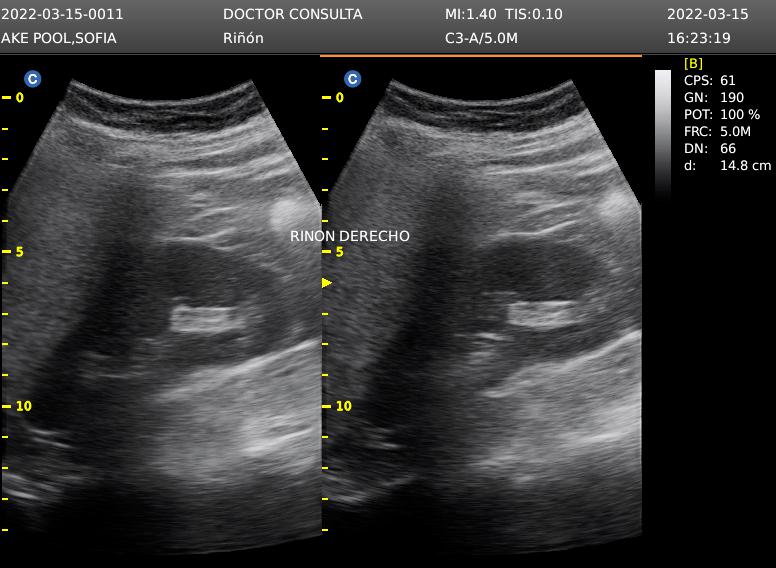 2022-03-15-0011 DOCTOR CONSULTA MI:1.40 TIS:0.10 2022-03-15
AKE POOL,SOFIA Riñón C3-A/5.0M 16:23:19
[B]
CPS: 61
GN: 190
POT: 100 %
FRC: 5.0M
DN: 66
d: 14.8 cm
C C
0 0
RINON DERECHO
5 5
10 10